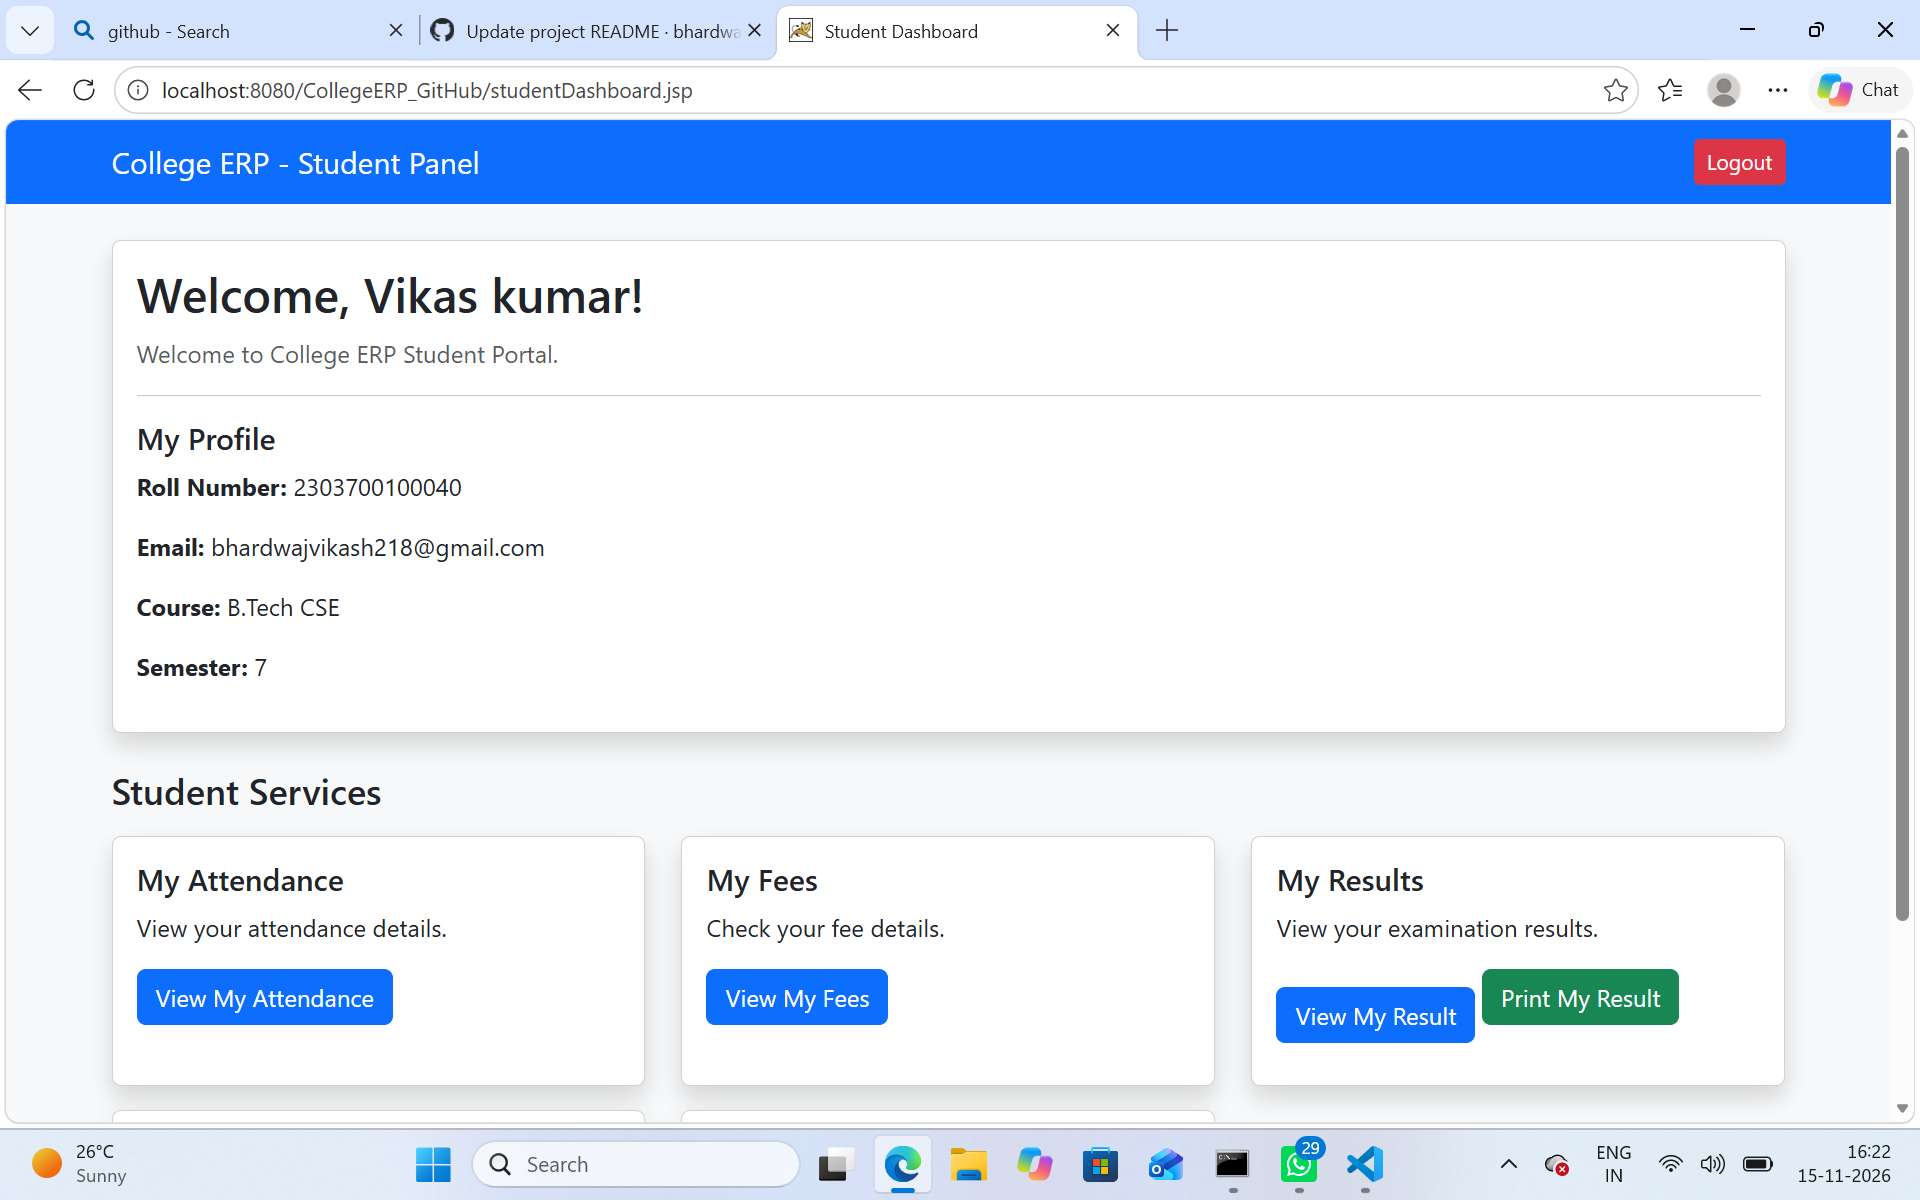 github - Search
Update project README · bhardwa
Student Dashboard
localhost:8080/CollegeERP_GitHub/studentDashboard.jsp
Chat
College ERP - Student Panel
Logout
Welcome, Vikas kumar!
Welcome to College ERP Student Portal.
My Profile
Roll Number: 2303700100040
Email: bhardwajvikash218@gmail.com
Course: B.Tech CSE
Semester: 7
Student Services
My Attendance
View your attendance details.
View My Attendance
My Fees
Check your fee details.
View My Fees
My Results
View your examination results.
View My Result
Print My Result
26°C
Sunny
Search
29
ENG
IN
16:22
15-11-2026